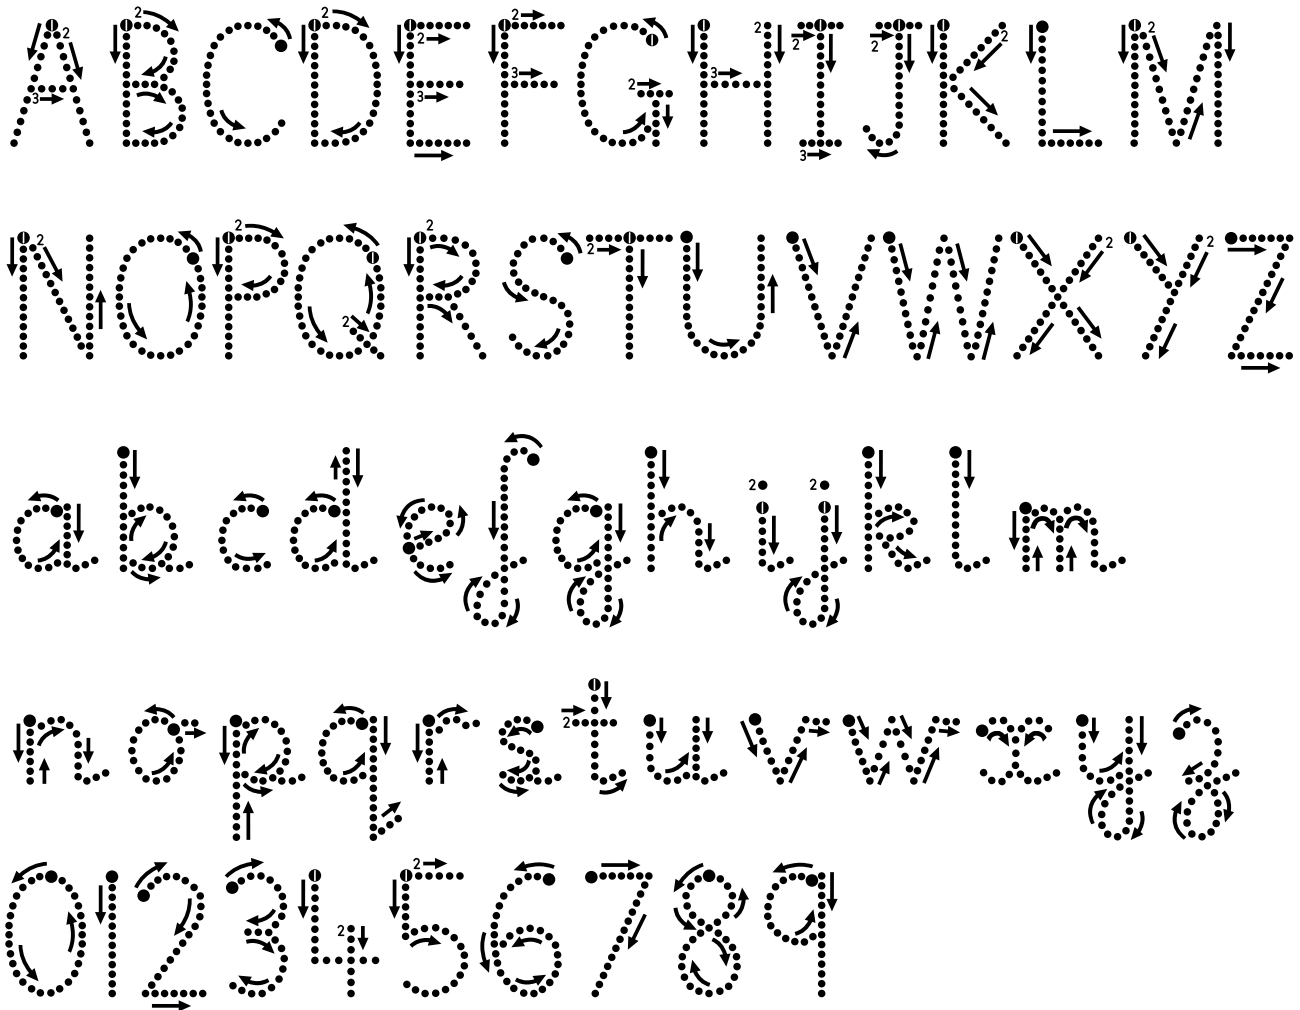 ABCDEFGHIJKLM
NOPQRSTUVWXYZ
abcdefghijklm
nopqrstuvwxyz
0123456789